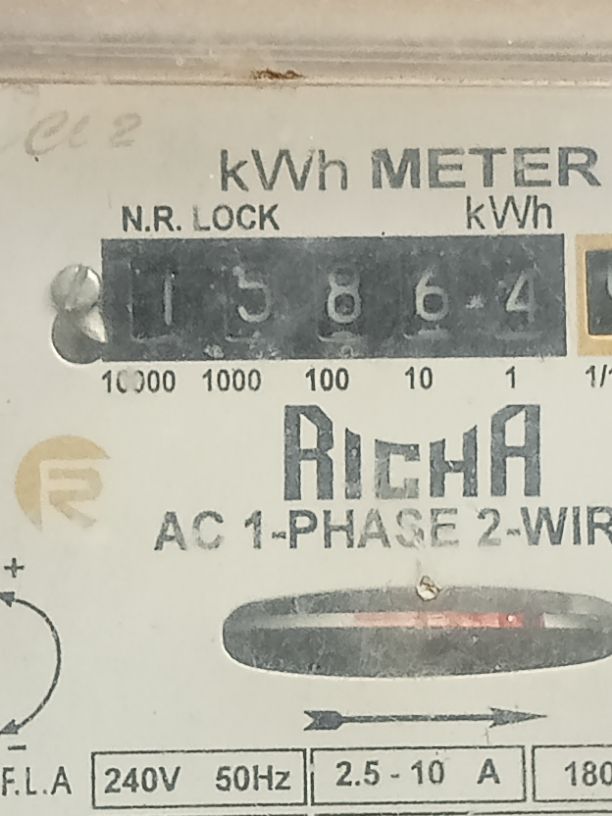 Cl 2
kWh METER
N.R. LOCK kWh
1 5 8 6 4
10000 1000 100 10 1
RICHA
AC 1-PHASE 2-WIR
+
−
F.L.A 240V 50Hz 2.5 - 10 A 180